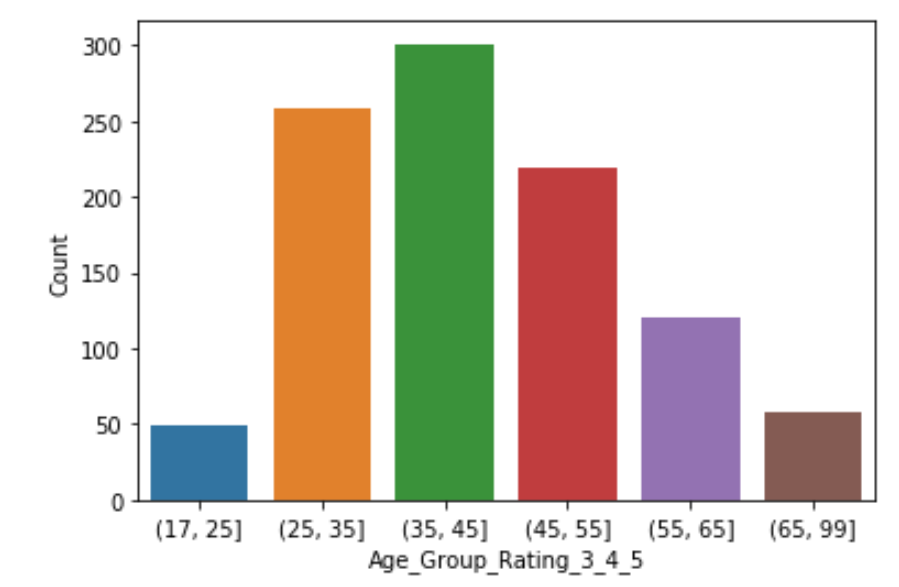 300
250
200
150
100
50
0
Count
(17, 25] (25, 35] (35, 45] (45, 55] (55, 65] (65, 99]
Age_Group_Rating_3_4_5